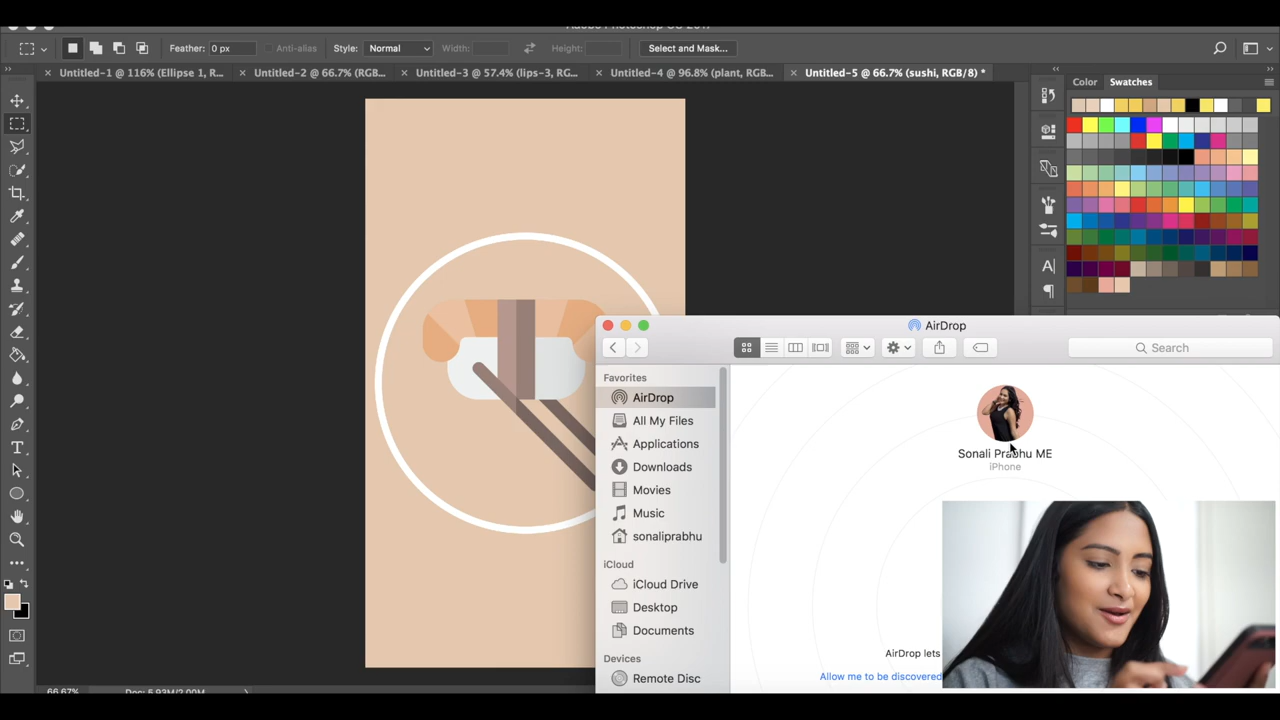 Adobe Photoshop CC 2017
Feather: 0 px Anti-alias Style: Normal Width: Height: Select and Mask...
Untitled-1 @ 116% (Ellipse 1, R... Untitled-2 @ 66.7% (RGB... Untitled-3 @ 57.4% (lips-3, RG... Untitled-4 @ 96.8% (plant, RGB... Untitled-5 @ 66.7% (sushi, RGB/8) *
Color Swatches
AirDrop
Search
Favorites
AirDrop
All My Files
Applications
Downloads
Movies
Music
sonaliprabhu
iCloud
iCloud Drive
Desktop
Documents
Devices
Remote Disc
Sonali Prabhu ME
iPhone
AirDrop lets
Allow me to be discovered
66.67% Doc: 5.93M/2.00M